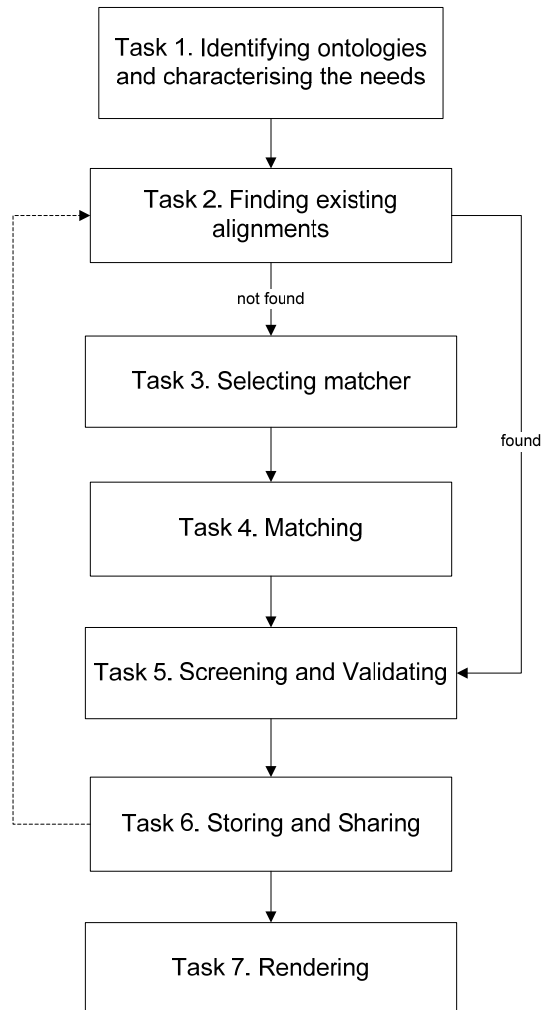 Task 1. Identifying ontologies
and characterising the needs
Task 2. Finding existing
alignments
not found
Task 3. Selecting matcher
found
Task 4. Matching
Task 5. Screening and Validating
Task 6. Storing and Sharing
Task 7. Rendering